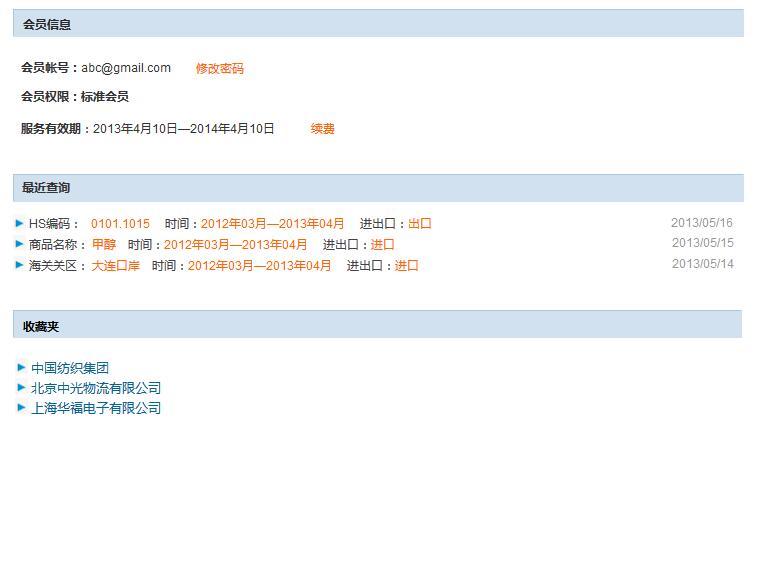 会员信息
会员帐号：abc@gmail.com 修改密码
会员权限：标准会员
服务有效期：2013年4月10日—2014年4月10日 续费
最近查询
HS编码： 0101.1015 时间：2012年03月—2013年04月 进出口：出口 2013/05/16
商品名称： 甲醇 时间：2012年03月—2013年04月 进出口：进口 2013/05/15
海关关区： 大连口岸 时间：2012年03月—2013年04月 进出口：进口 2013/05/14
收藏夹
中国纺织集团
北京中光物流有限公司
上海华福电子有限公司